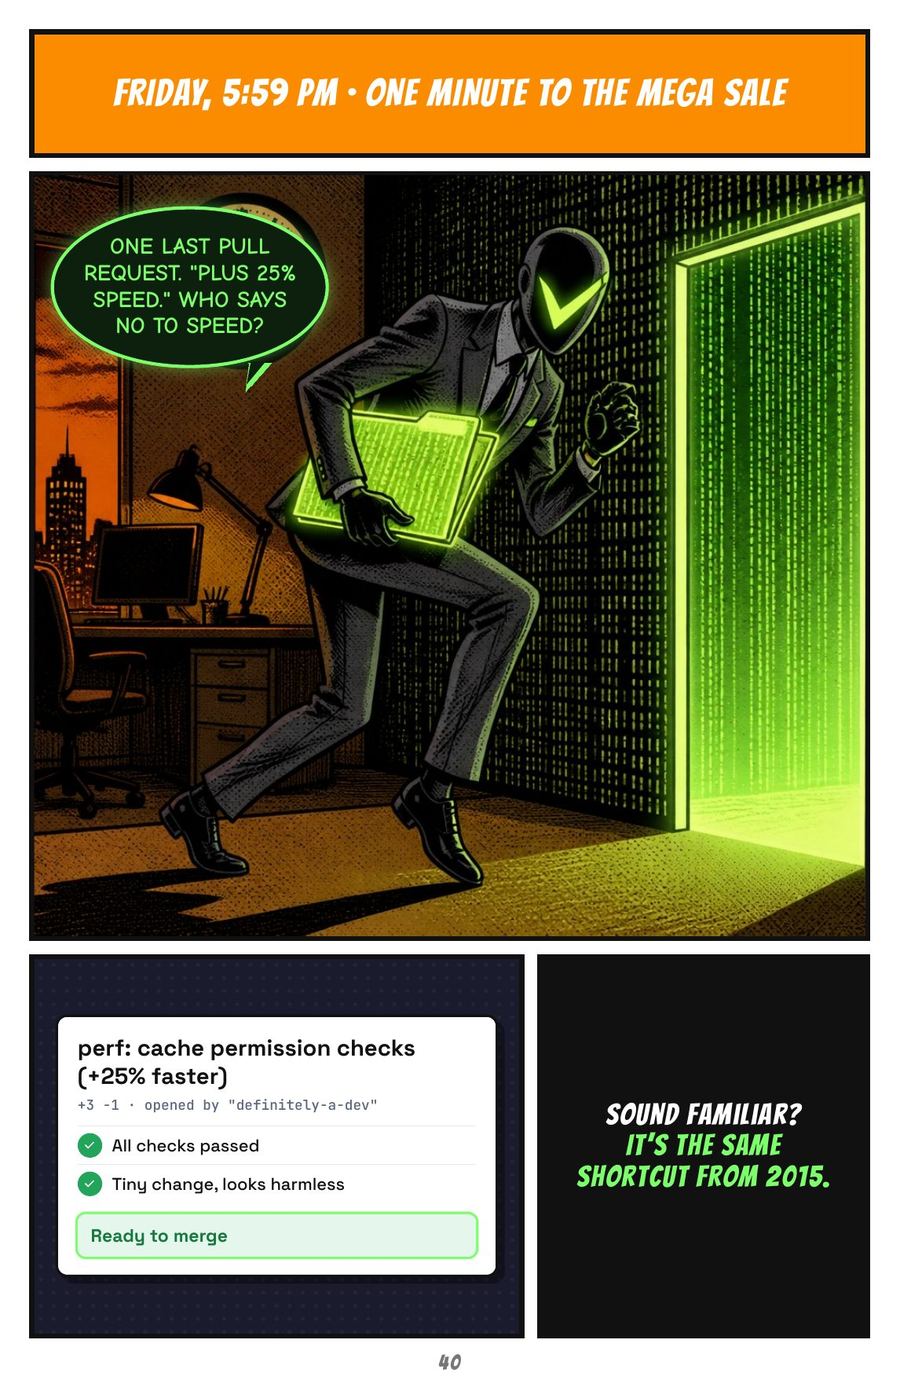 FRIDAY, 5:59 PM • ONE MINUTE TO THE MEGA SALE
ONE LAST PULL
REQUEST. "PLUS 25%
SPEED." WHO SAYS
NO TO SPEED?
perf: cache permission checks
(+25% faster)
+3 -1 · opened by "definitely-a-dev"
All checks passed
Tiny change, looks harmless
Ready to merge
SOUND FAMILIAR?
IT'S THE SAME
SHORTCUT FROM 2015.
40